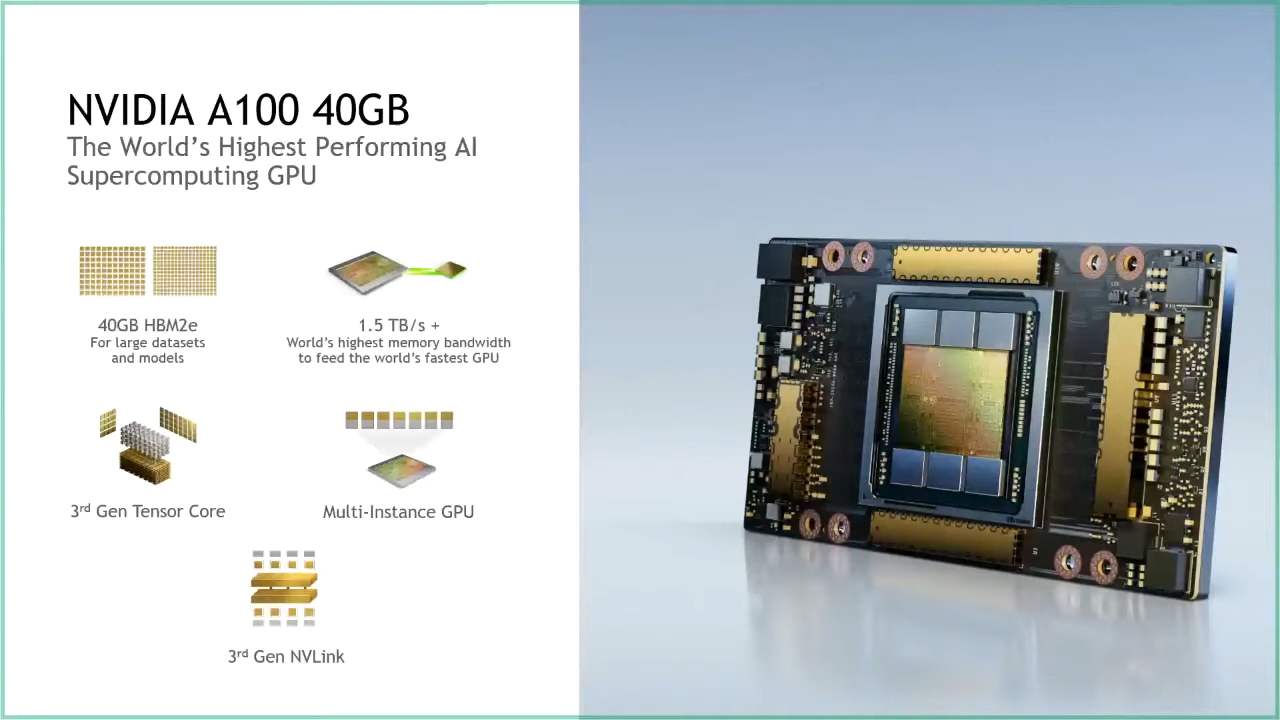 NVIDIA A100 40GB
The World's Highest Performing AI
Supercomputing GPU
40GB HBM2e
For large datasets
and models
1.5 TB/s +
World's highest memory bandwidth
to feed the world's fastest GPU
3rd Gen Tensor Core
Multi-Instance GPU
3rd Gen NVLink